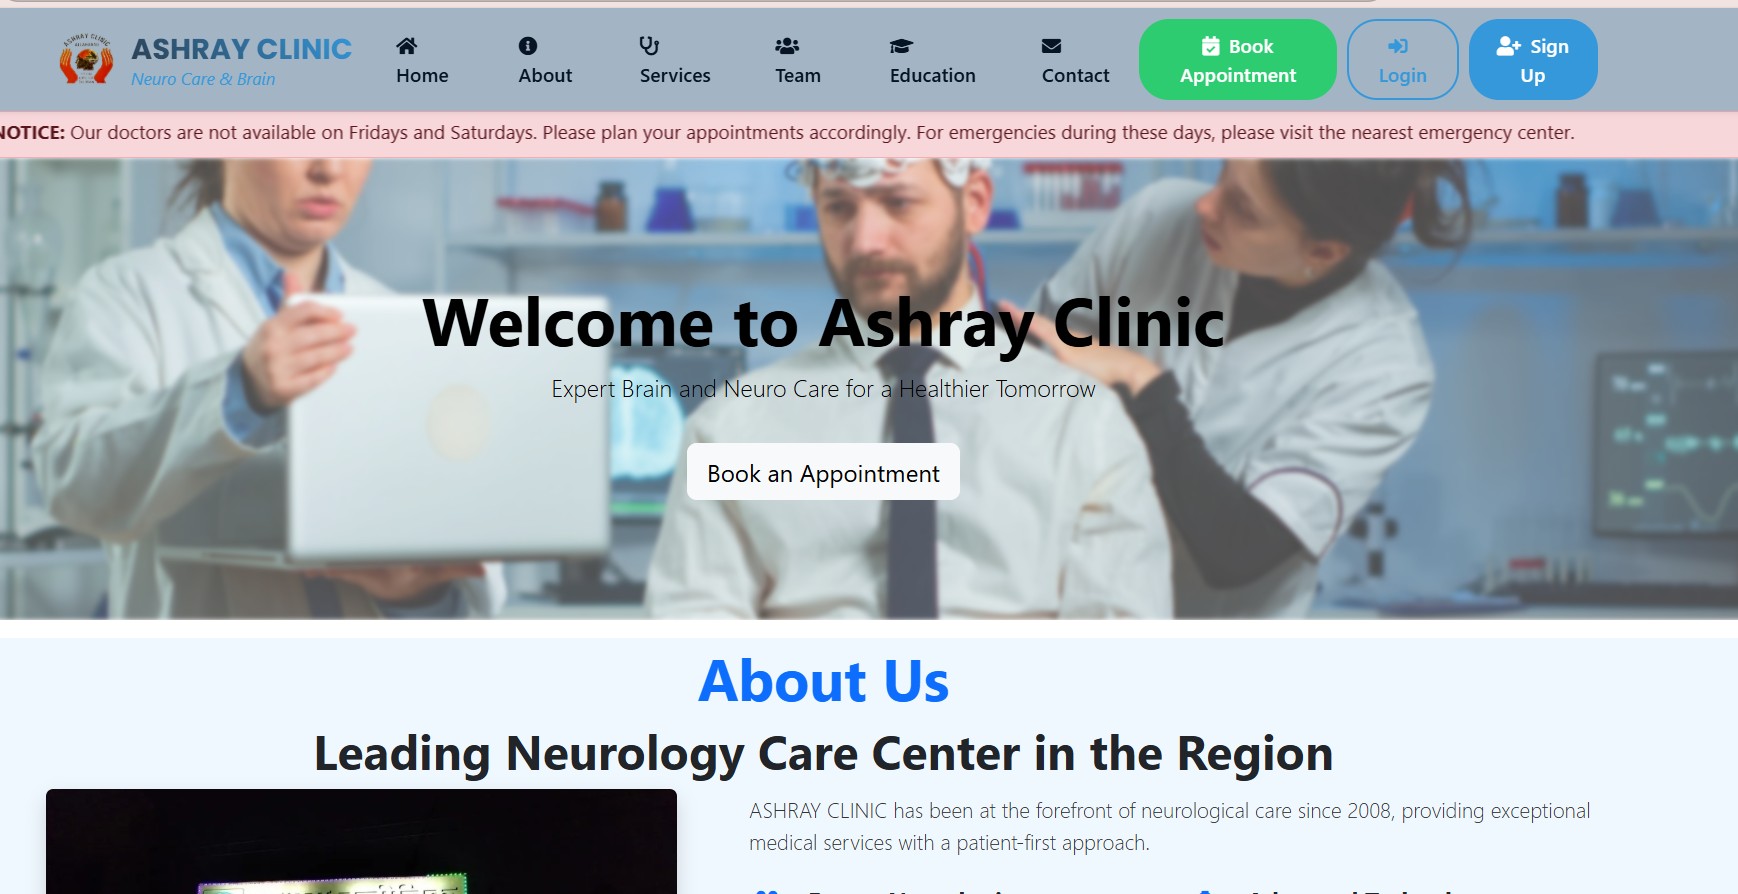 ASHRAY CLINIC
Neuro Care & Brain
Home
About
Services
Team
Education
Contact
Book
Appointment
Login
Sign
Up
NOTICE: Our doctors are not available on Fridays and Saturdays. Please plan your appointments accordingly. For emergencies during these days, please visit the nearest emergency center.
Welcome to Ashray Clinic
Expert Brain and Neuro Care for a Healthier Tomorrow
Book an Appointment
About Us
Leading Neurology Care Center in the Region
ASHRAY CLINIC has been at the forefront of neurological care since 2008, providing exceptional
medical services with a patient-first approach.